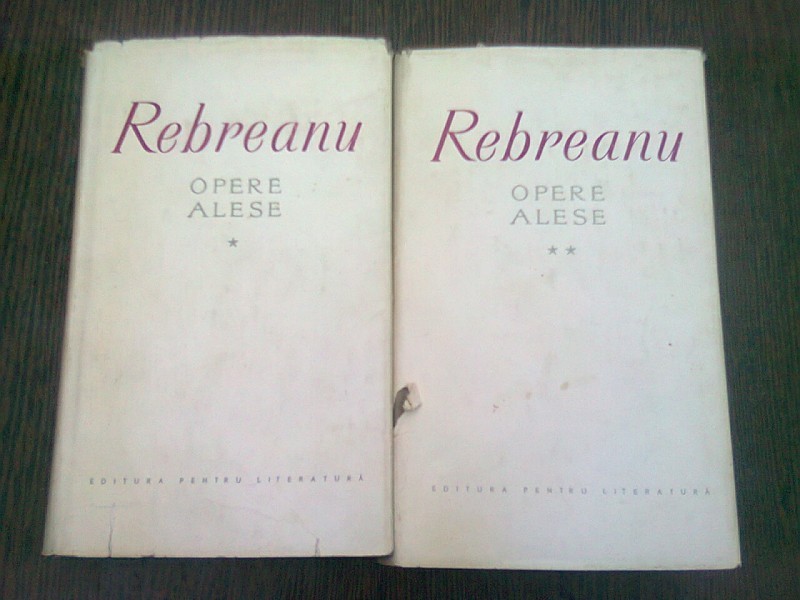 Rebreanu
OPERE
ALESE
★
EDITURA PENTRU LITERATURĂ
Rebreanu
OPERE
ALESE
★★
EDITURA PENTRU LITERATURĂ